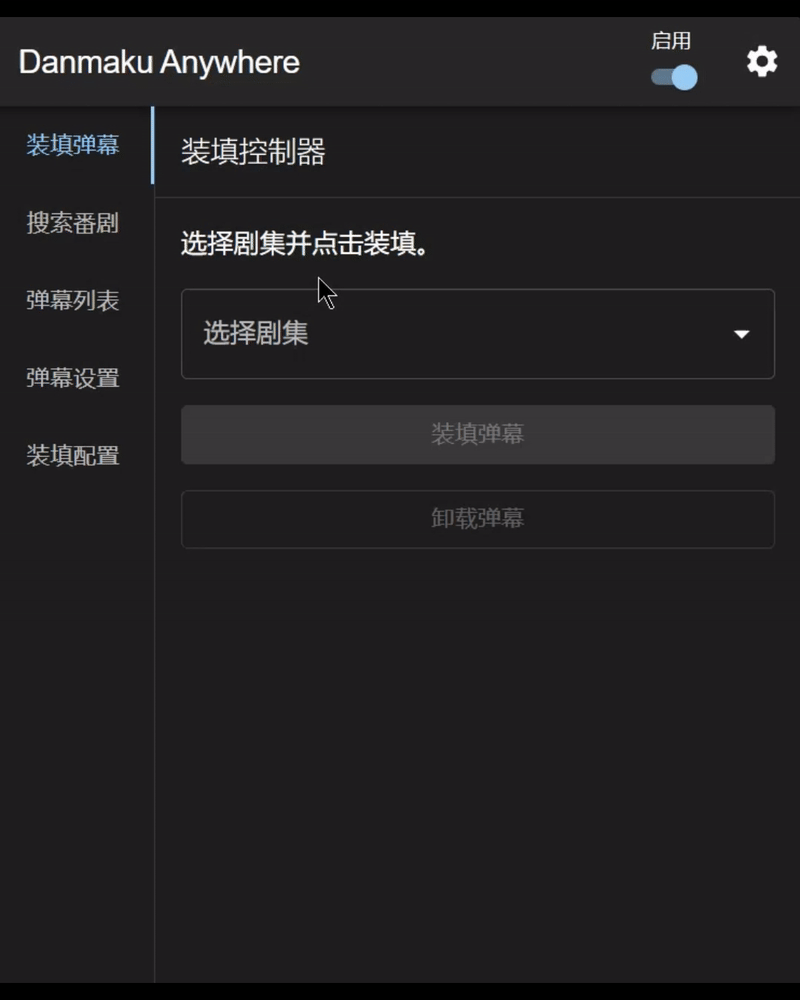 Danmaku Anywhere
启用
装填弹幕
搜索番剧
弹幕列表
弹幕设置
装填配置
装填控制器
选择剧集并点击装填。
选择剧集
装填弹幕
卸载弹幕